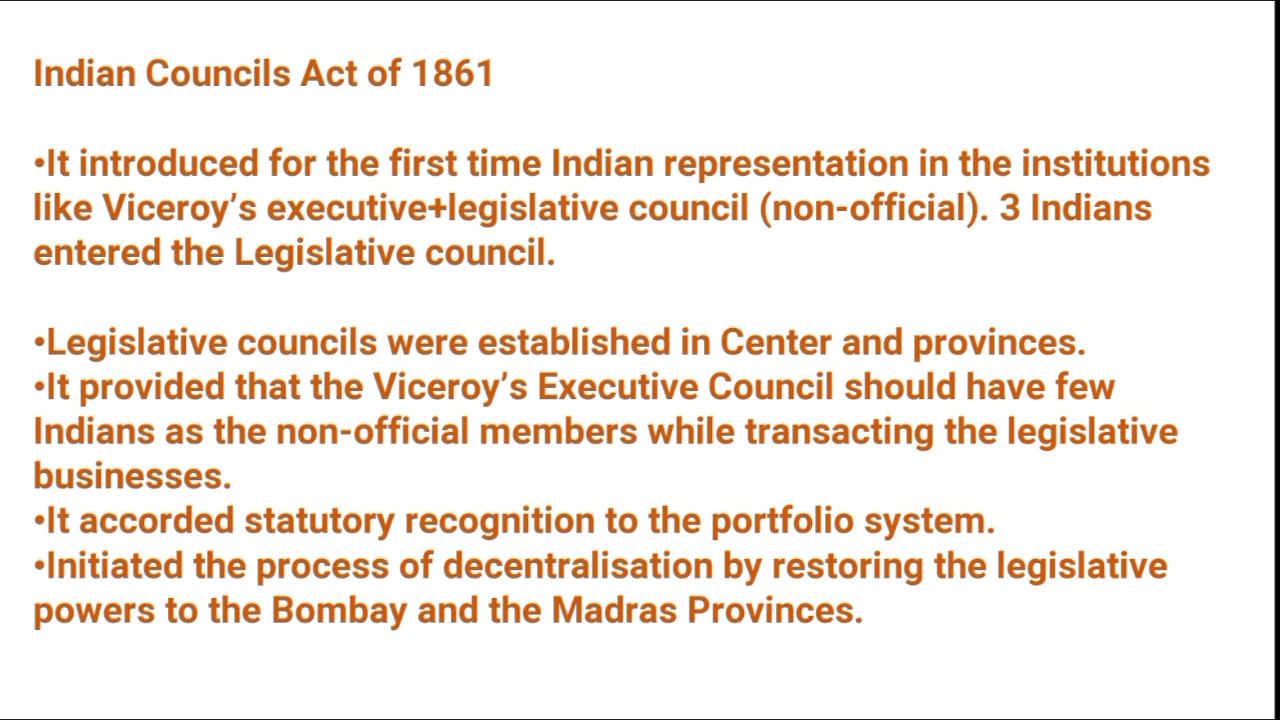 Indian Councils Act of 1861
•It introduced for the first time Indian representation in the institutions
like Viceroy’s executive+legislative council (non-official). 3 Indians
entered the Legislative council.
•Legislative councils were established in Center and provinces.
•It provided that the Viceroy’s Executive Council should have few
Indians as the non-official members while transacting the legislative
businesses.
•It accorded statutory recognition to the portfolio system.
•Initiated the process of decentralisation by restoring the legislative
powers to the Bombay and the Madras Provinces.